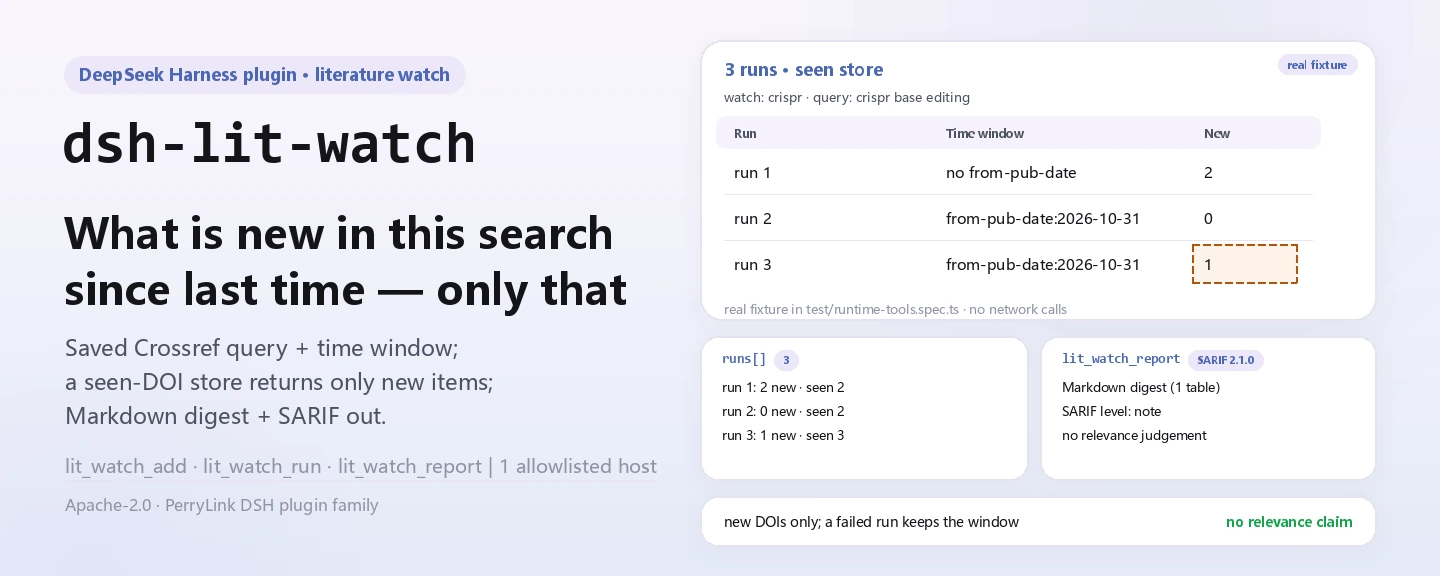 DeepSeek Harness plugin • literature watch
dsh-lit-watch
What is new in this search
since last time — only that
Saved Crossref query + time window;
a seen-DOI store returns only new items;
Markdown digest + SARIF out.
lit_watch_add · lit_watch_run · lit_watch_report | 1 allowlisted host
Apache-2.0 · PerryLink DSH plugin family
3 runs • seen store
real fixture
watch: crispr · query: crispr base editing
Run Time window New
run 1 no from-pub-date 2
run 2 from-pub-date:2026-10-31 0
run 3 from-pub-date:2026-10-31 1
real fixture in test/runtime-tools.spec.ts · no network calls
runs[] 3
run 1: 2 new · seen 2
run 2: 0 new · seen 2
run 3: 1 new · seen 3
lit_watch_report SARIF 2.1.0
Markdown digest (1 table)
SARIF level: note
no relevance judgement
new DOIs only; a failed run keeps the window
no relevance claim